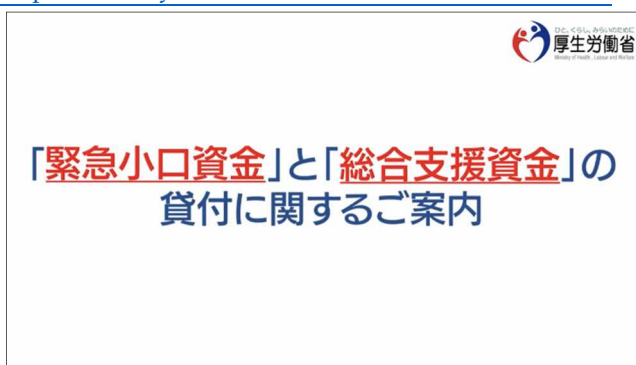 ひと、くらし、みらいのために
厚生労働省
Ministry of Health, Labour and Welfare
「緊急小口資金」と「総合支援資金」の
貸付に関するご案内